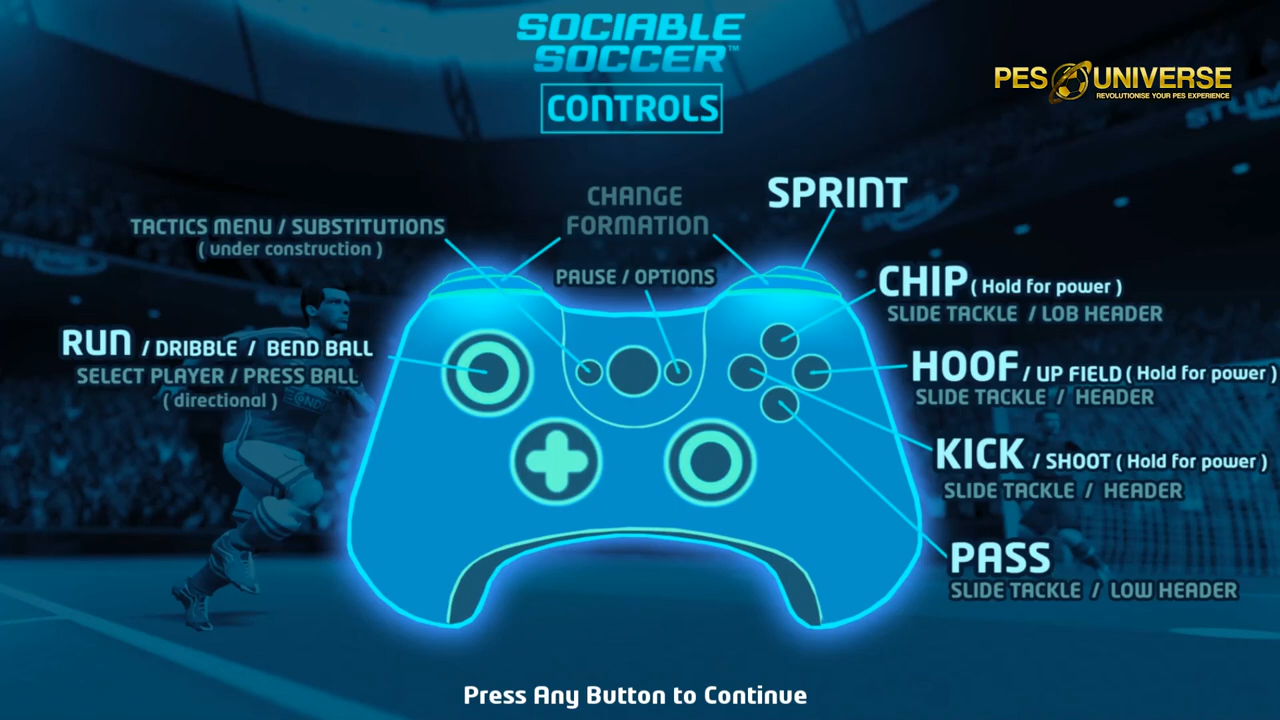 SOCIABLE
SOCCER™
CONTROLS
PES UNIVERSE
REVOLUTIONISE YOUR PES EXPERIENCE
CHANGE
FORMATION
SPRINT
TACTICS MENU / SUBSTITUTIONS
( under construction )
PAUSE / OPTIONS
CHIP ( Hold for power )
SLIDE TACKLE / LOB HEADER
RUN / DRIBBLE / BEND BALL
SELECT PLAYER / PRESS BALL
( directional )
HOOF / UP FIELD ( Hold for power )
SLIDE TACKLE / HEADER
KICK / SHOOT ( Hold for power )
SLIDE TACKLE / HEADER
PASS
SLIDE TACKLE / LOW HEADER
Press Any Button to Continue